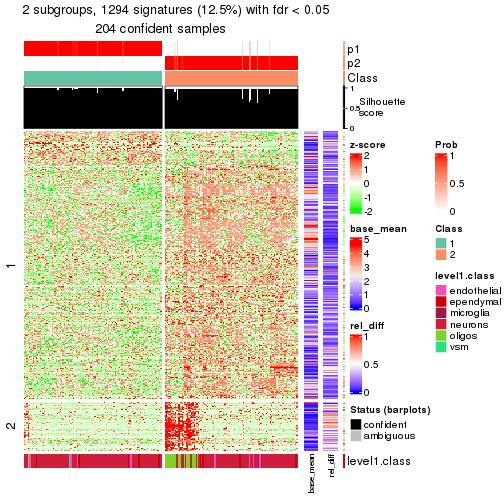 2 subgroups, 1294 signatures (12.5%) with fdr < 0.05
204 confident samples
p1
p2
Class
1
0.5
0
Silhouette
score
1
2
level1.class
base_mean
rel_diff
z-score
2
1
0
-1
-2
base_mean
5
4
3
2
1
0
rel_diff
1
0.5
0
Status (barplots)
confident
ambiguous
Prob
1
0.5
0
Class
1
2
level1.class
endothelial
ependymal
microglia
neurons
oligos
vsm